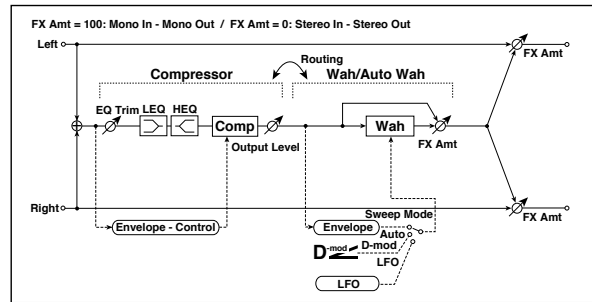 FX Amt = 100: Mono In - Mono Out / FX Amt = 0: Stereo In - Stereo Out
Left
FX Amt
Routing
Compressor
Wah/Auto Wah
EQ Trim
LEQ
HEQ
Comp
Output Level
Wah
FX Amt
Right
FX Amt
Envelope - Control
Sweep Mode
Envelope
Auto
D-mod
D-mod
LFO
LFO